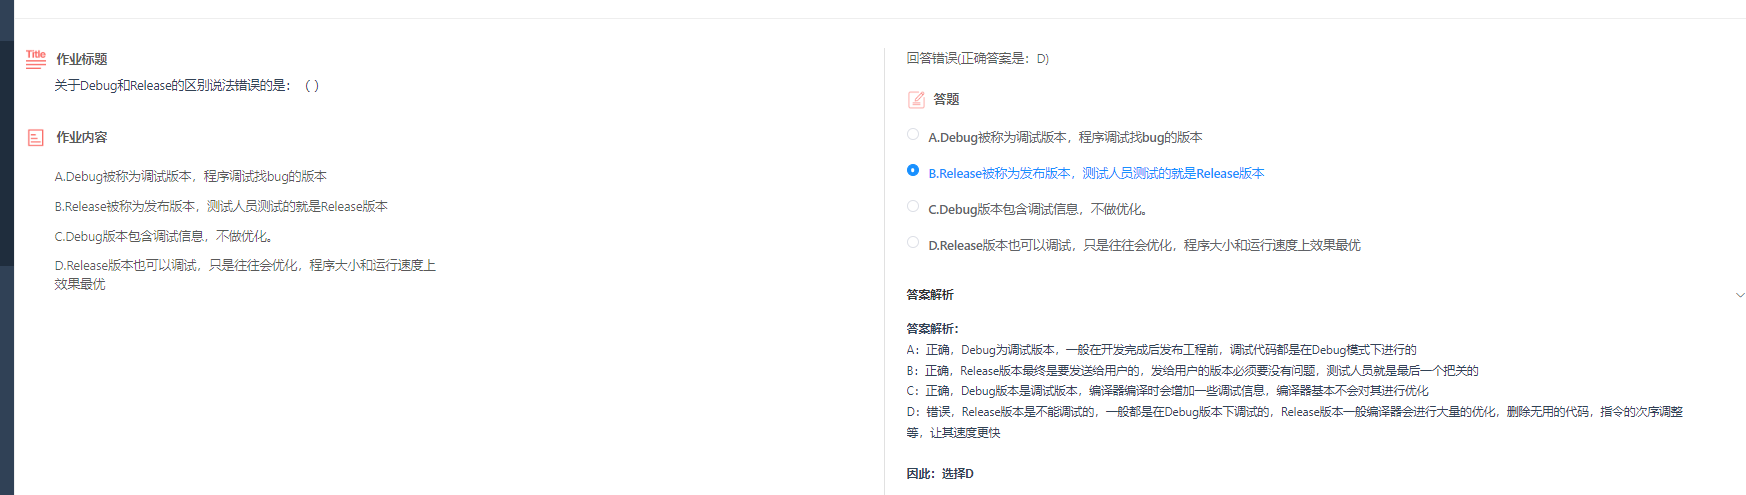 Title 作业标题
关于Debug和Release的区别说法错误的是：（ ）
作业内容
A.Debug被称为调试版本，程序调试找bug的版本
B.Release被称为发布版本，测试人员测试的就是Release版本
C.Debug版本包含调试信息，不做优化。
D.Release版本也可以调试，只是往往会优化，程序大小和运行速度上
效果最优
回答错误(正确答案是：D)
答题
A.Debug被称为调试版本，程序调试找bug的版本
B.Release被称为发布版本，测试人员测试的就是Release版本
C.Debug版本包含调试信息，不做优化。
D.Release版本也可以调试，只是往往会优化，程序大小和运行速度上效果最优
答案解析
答案解析：
A：正确，Debug为调试版本，一般在开发完成后发布工程前，调试代码都是在Debug模式下进行的
B：正确，Release版本最终是要发送给用户的，发给用户的版本必须要没有问题，测试人员就是最后一个把关的
C：正确，Debug版本是调试版本，编译器编译时会增加一些调试信息，编译器基本不会对其进行优化
D：错误，Release版本是不能调试的，一般都是在Debug版本下调试的，Release版本一般编译器会进行大量的优化，删除无用的代码，指令的次序调整
等，让其速度更快
因此：选择D